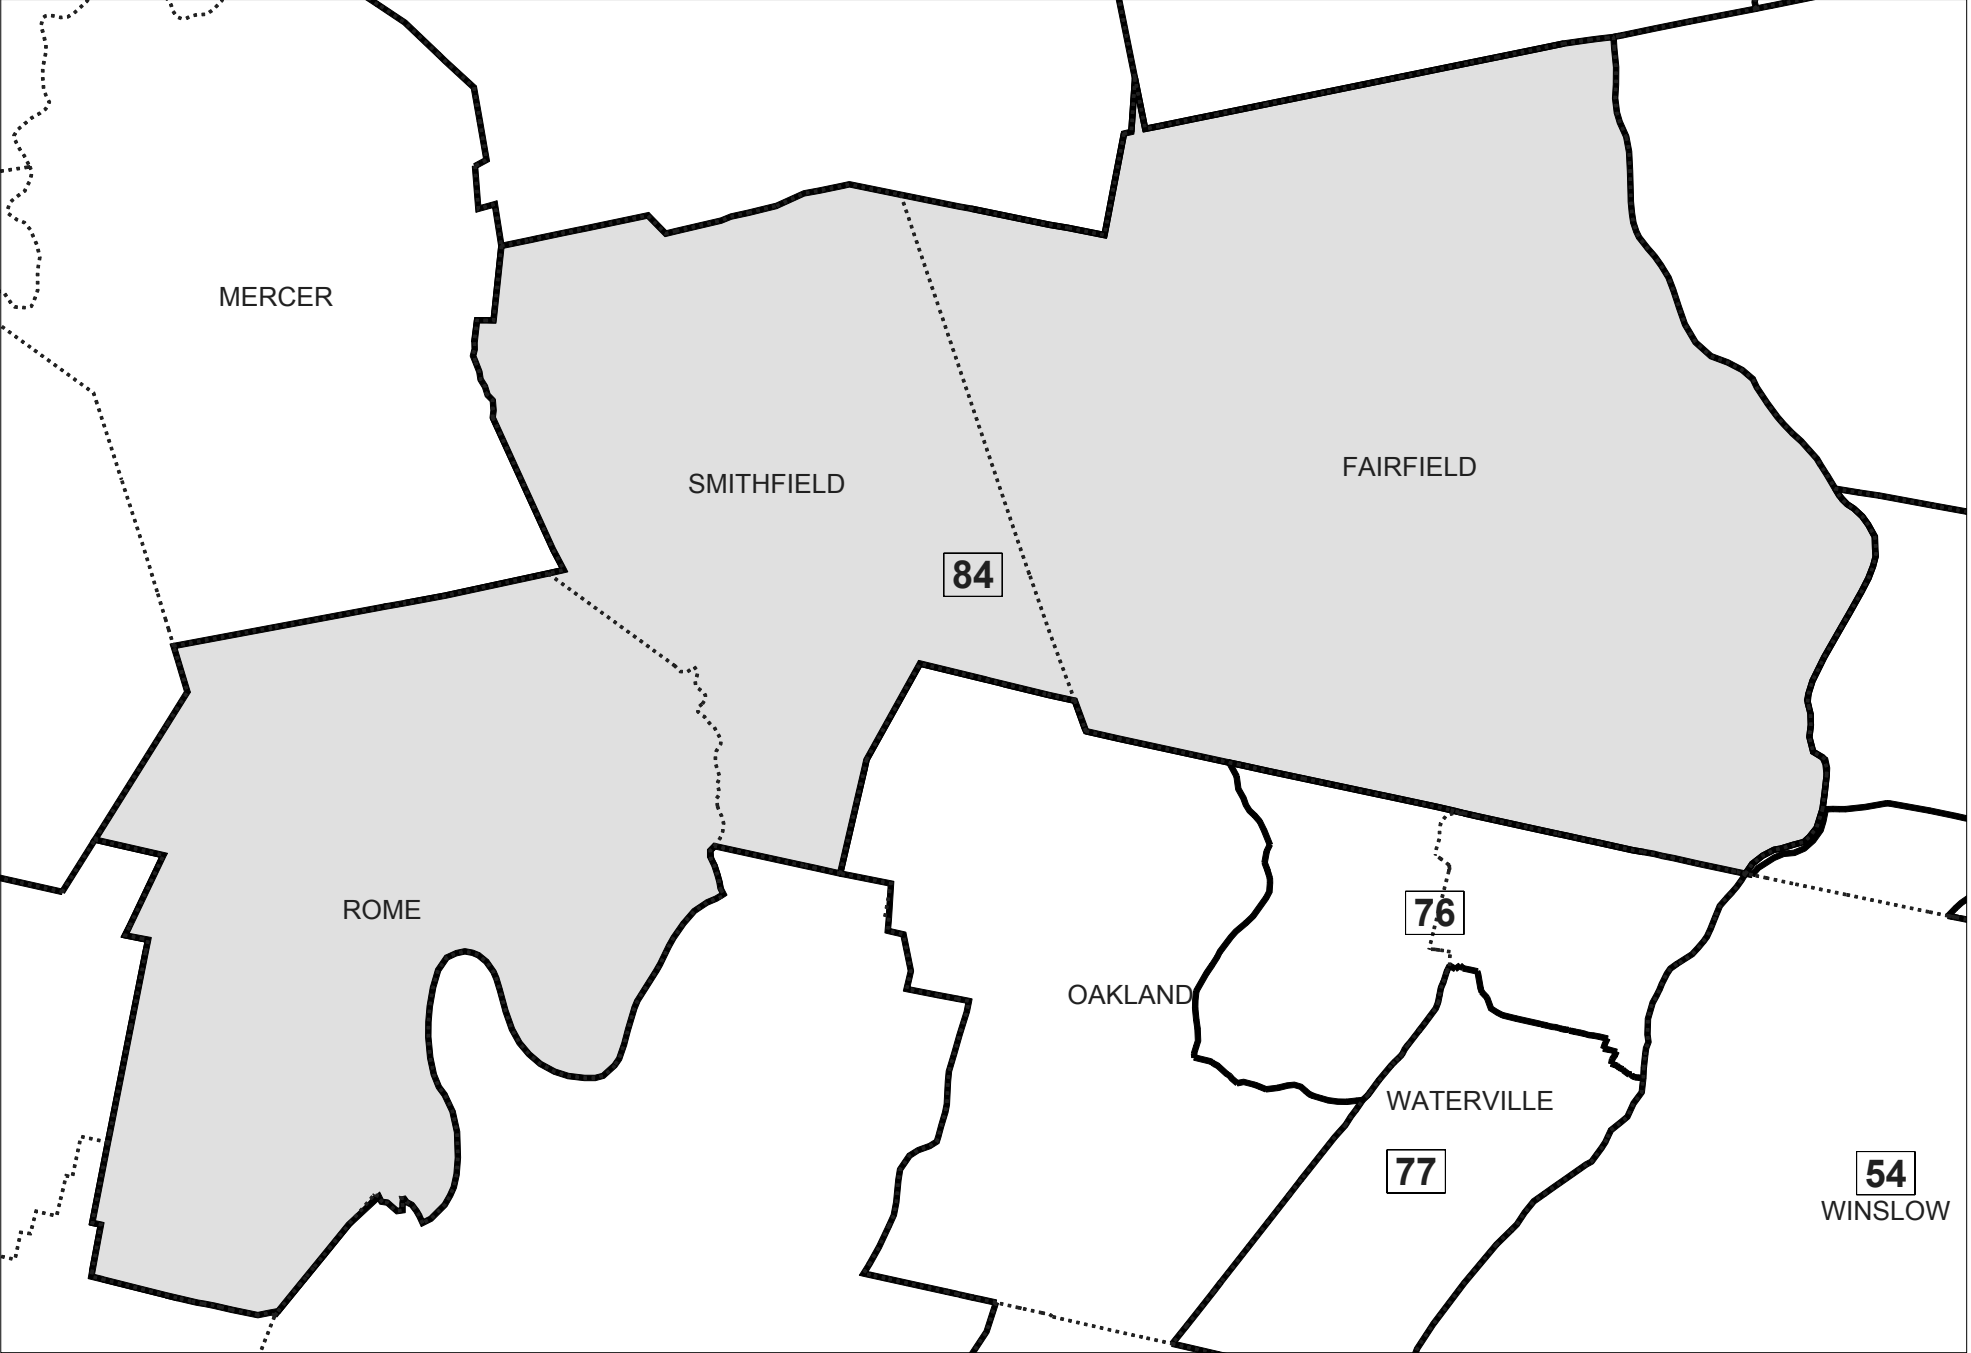 MERCER
FAIRFIELD
SMITHFIELD
84
ROME
76
OAKLAND
WATERVILLE
77
54
WINSLOW